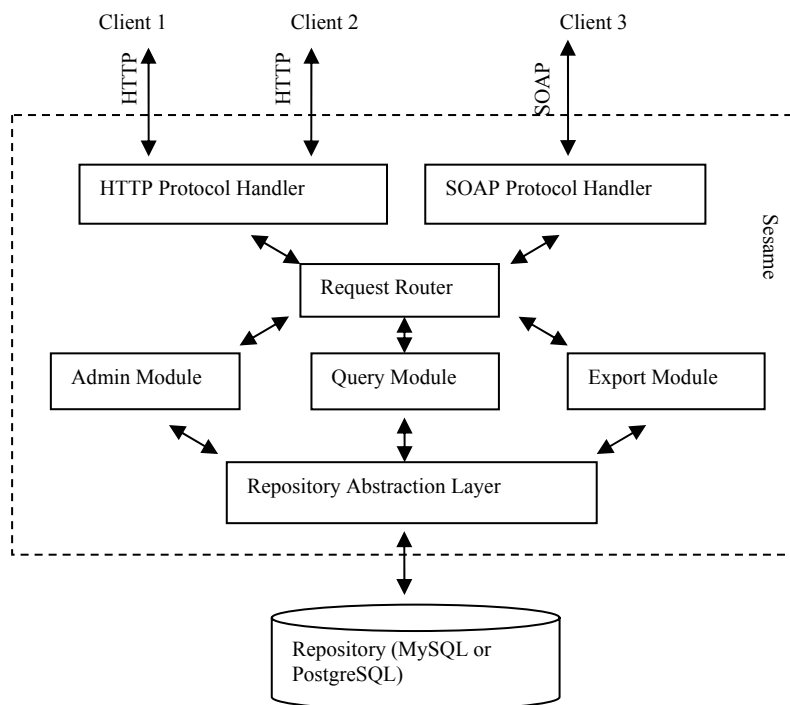 Client 1
Client 2
Client 3
HTTP
HTTP
SOAP
HTTP Protocol Handler
SOAP Protocol Handler
Sesame
Request Router
Admin Module
Query Module
Export Module
Repository Abstraction Layer
Repository (MySQL or
PostgreSQL)